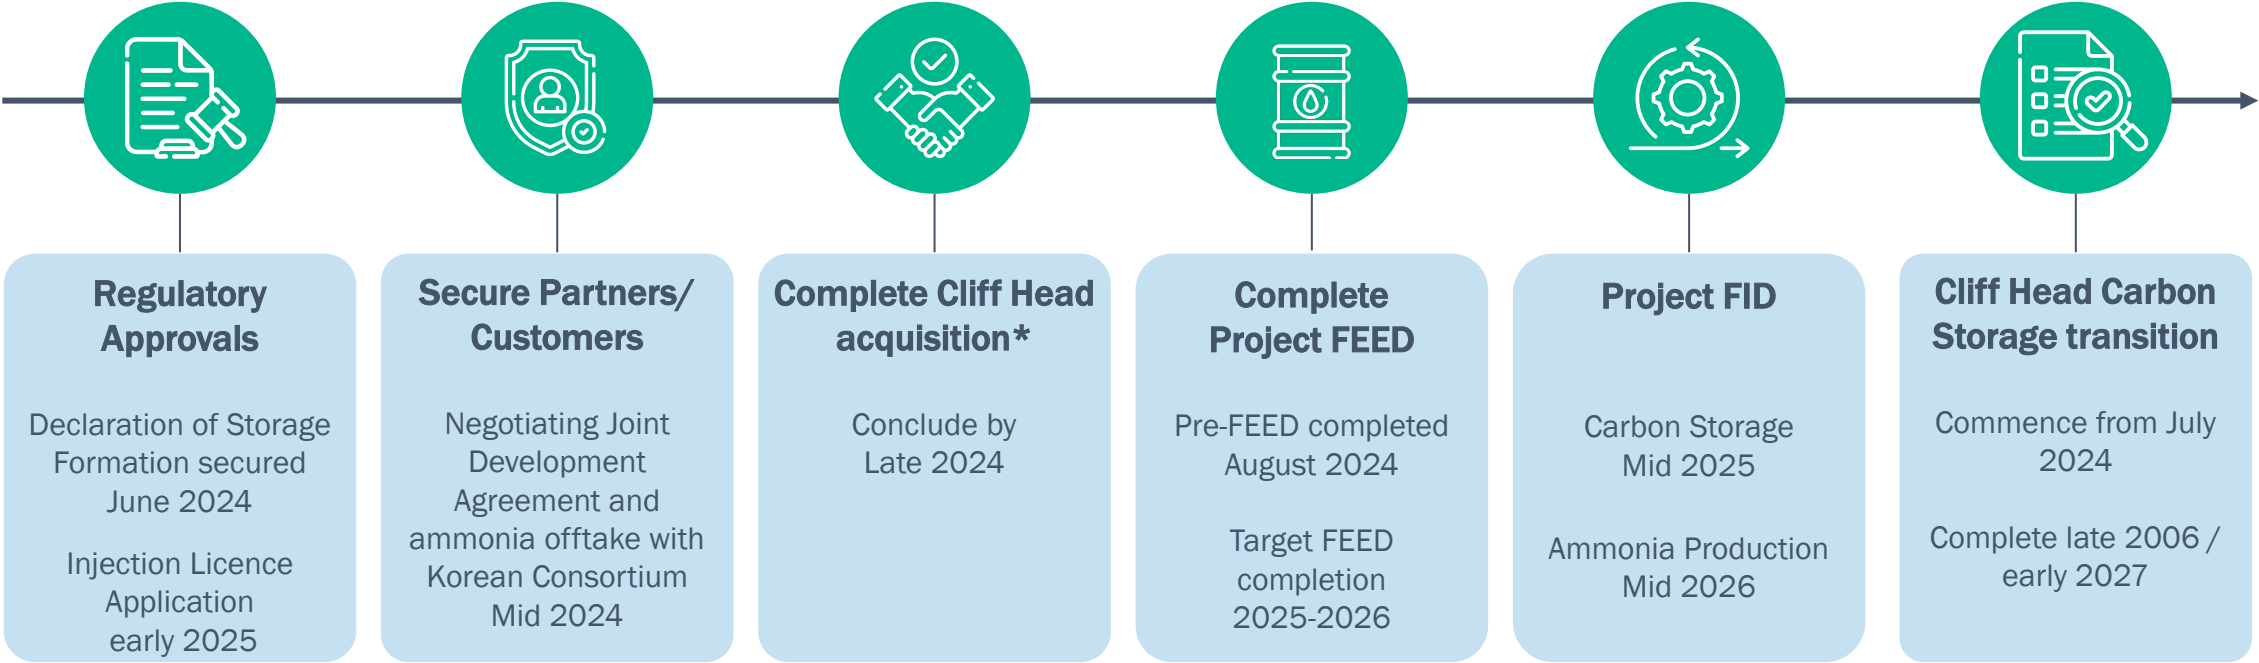 Regulatory
Approvals
Declaration of Storage
Formation secured
June 2024
Injection Licence
Application
early 2025
Secure Partners/
Customers
Negotiating Joint
Development
Agreement and
ammonia offtake with
Korean Consortium
Mid 2024
Complete Cliff Head
acquisition*
Conclude by
Late 2024
Complete
Project FEED
Pre-FEED completed
August 2024
Target FEED
completion
2025-2026
Project FID
Carbon Storage
Mid 2025
Ammonia Production
Mid 2026
Cliff Head Carbon
Storage transition
Commence from July
2024
Complete late 2006 /
early 2027